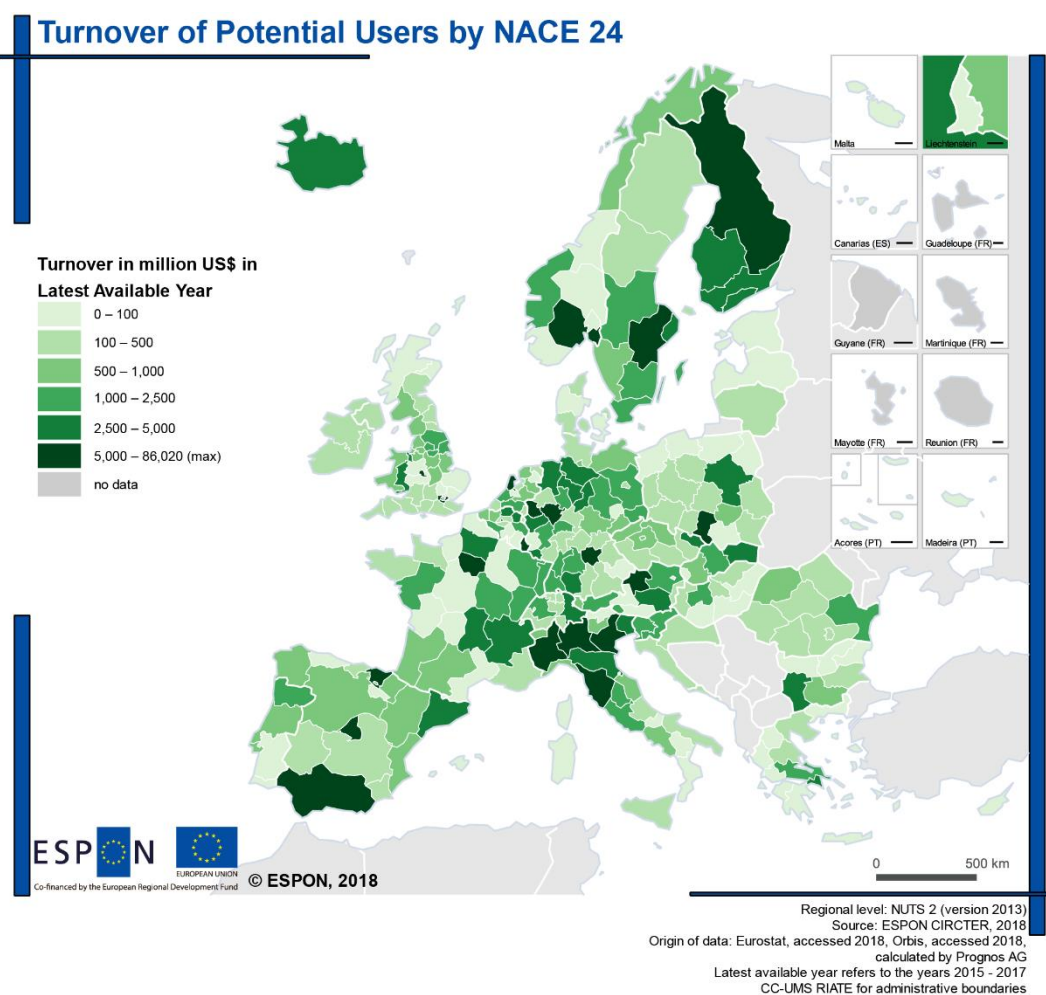 Turnover of Potential Users by NACE 24
Malta
Liechtenstein
Canarias (ES)
Guadeloupe (FR)
Guyane (FR)
Martinique (FR)
Mayotte (FR)
Reunion (FR)
Acores (PT)
Madeira (PT)
Turnover in million US$ in
Latest Available Year
0 – 100
100 – 500
500 – 1,000
1,000 – 2,500
2,500 – 5,000
5,000 – 86,020 (max)
no data
ESPON
EUROPEAN UNION
Co-financed by the European Regional Development Fund
© ESPON, 2018
0 500 km
Regional level: NUTS 2 (version 2013)
Source: ESPON CIRCTER, 2018
Origin of data: Eurostat, accessed 2018, Orbis, accessed 2018,
calculated by Prognos AG
Latest available year refers to the years 2015 - 2017
CC-UMS RIATE for administrative boundaries